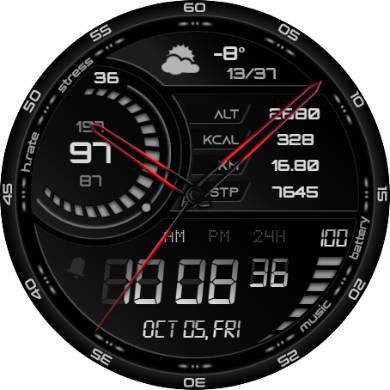 60
55
05
50
10
45
15
40
20
35
25
30
stress
36
h.rate
197
97
87
-8°
13/37
ALT 2680
KCAL 328
KM 16.80
STP 7645
battery
AM PM 24H 100
10 08 36
music
OCT 05, FRI